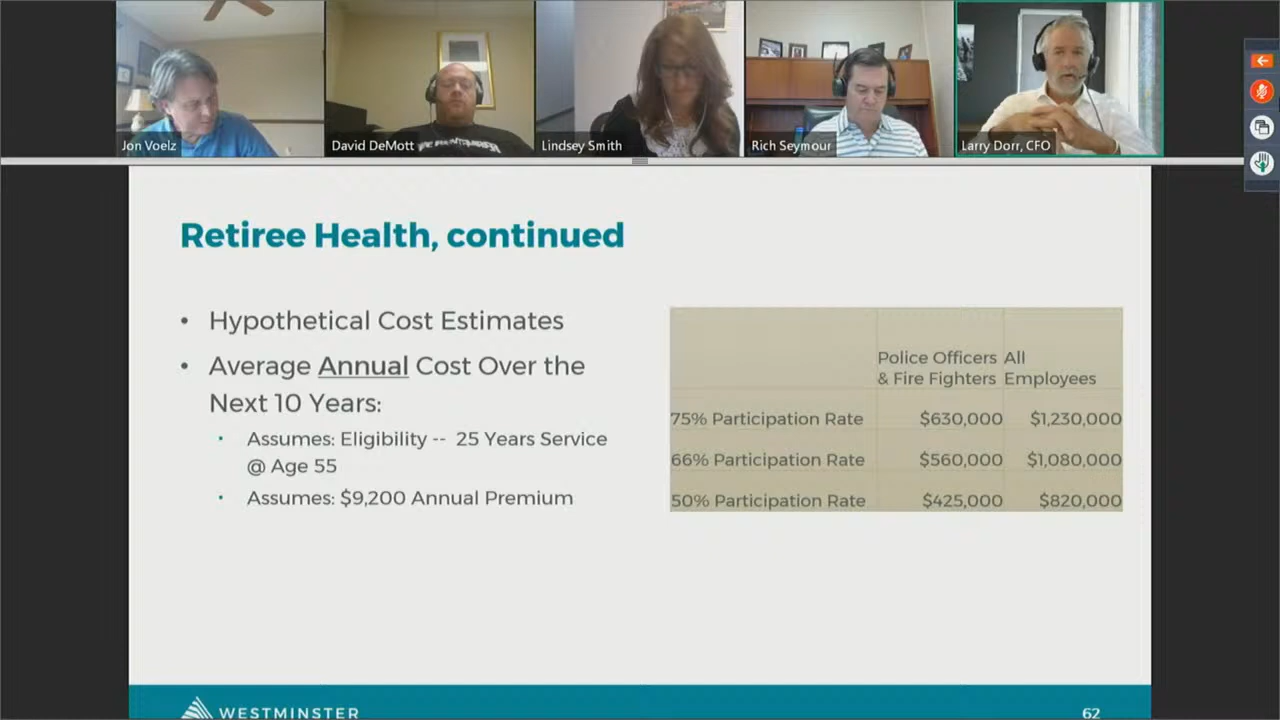 Jon Voelz
David DeMott
Lindsey Smith
Rich Seymour
Larry Dorr, CFO
Retiree Health, continued
• Hypothetical Cost Estimates
• Average Annual Cost Over the
Next 10 Years:
• Assumes: Eligibility -- 25 Years Service
@ Age 55
• Assumes: $9,200 Annual Premium
Police Officers All
& Fire Fighters Employees
75% Participation Rate $630,000 $1,230,000
66% Participation Rate $560,000 $1,080,000
50% Participation Rate $425,000 $820,000
WESTMINSTER 62